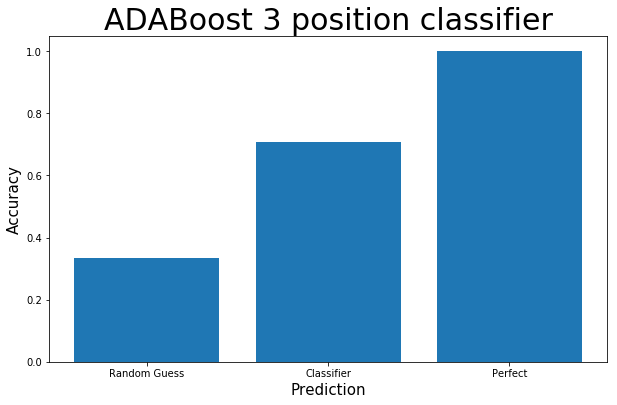 ADABoost 3 position classifier
Accuracy
1.0
0.8
0.6
0.4
0.2
0.0
Random Guess Classifier Perfect
Prediction